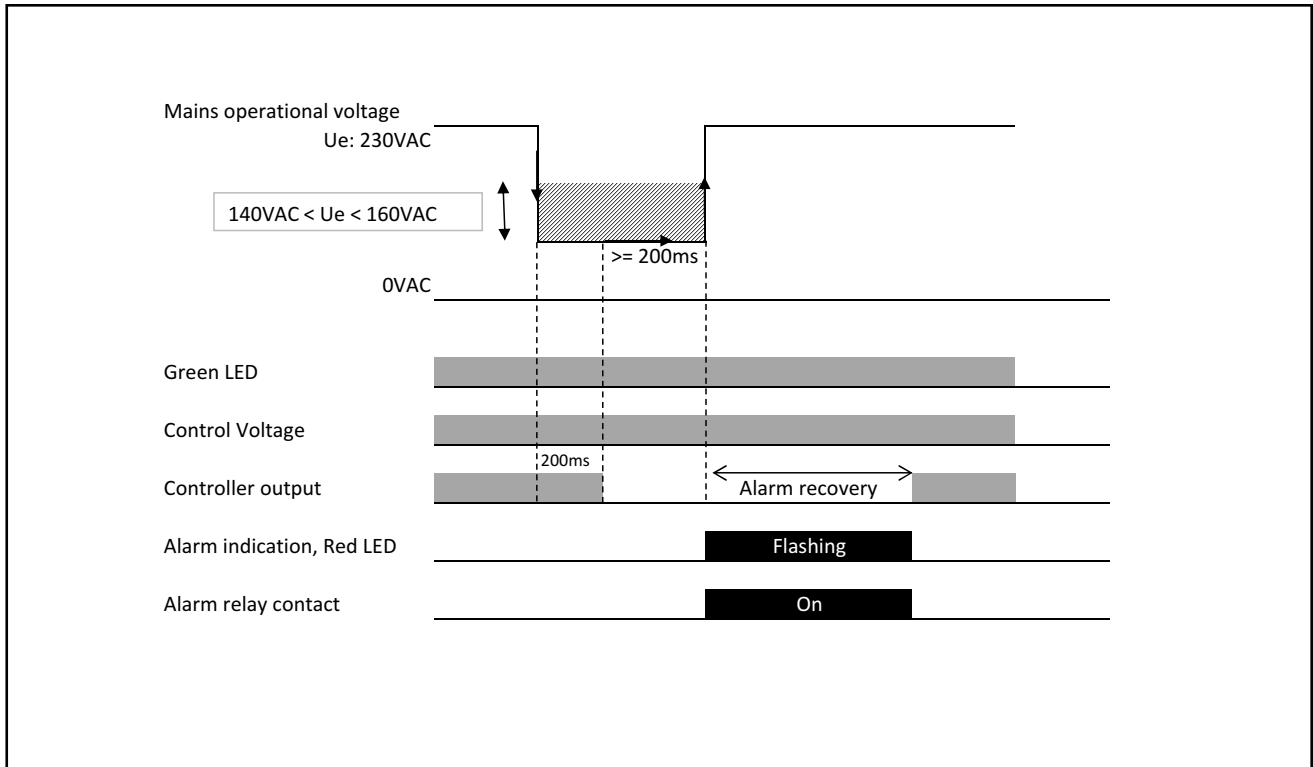 Mains operational voltage
Ue: 230VAC
140VAC < Ue < 160VAC
>= 200ms
0VAC
Green LED
Control Voltage
200ms
Controller output
Alarm recovery
Alarm indication, Red LED
Flashing
Alarm relay contact
On